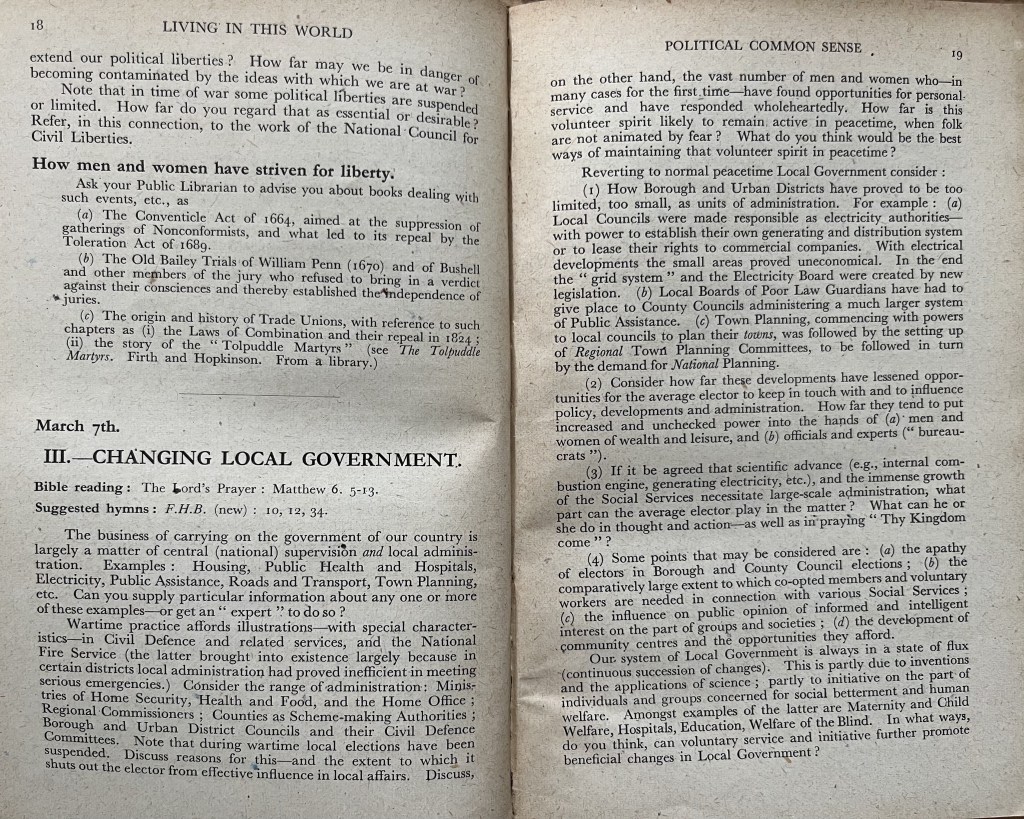 18
LIVING IN THIS WORLD
extend our political liberties ? How far may we be in danger of
becoming contaminated by the ideas with which we are at war ?
Note that in time of war some political liberties are suspended
or limited. How far do you regard that as essential or desirable ?
Refer, in this connection, to the work of the National Council for
Civil Liberties.
How men and women have striven for liberty.
Ask your Public Librarian to advise you about books dealing with
such events, etc., as
(a) The Conventicle Act of 1664, aimed at the suppression of
gatherings of Nonconformists, and what led to its repeal by the
Toleration Act of 1689.
(b) The Old Bailey Trials of William Penn (1670) and of Bushell
and other members of the jury who refused to bring in a verdict
against their consciences and thereby established the independence of
juries.
(c) The origin and history of Trade Unions, with reference to such
chapters as (i) the Laws of Combination and their repeal in 1824 ;
(ii) the story of the “ Tolpuddle Martyrs ” (see The Tolpuddle
Martyrs. Firth and Hopkinson. From a library.)
March 7th.
III.—CHANGING LOCAL GOVERNMENT.
Bible reading : The Lord's Prayer : Matthew 6. 5-13.
Suggested hymns : F.H.B. (new) : 10, 12, 34.
The business of carrying on the government of our country is
largely a matter of central (national) supervision and local adminis-
tration. Examples : Housing, Public Health and Hospitals,
Electricity, Public Assistance, Roads and Transport, Town Planning,
etc. Can you supply particular information about any one or more
of these examples—or get an “ expert ” to do so ?
Wartime practice affords illustrations—with special character-
istics—in Civil Defence and related services, and the National
Fire Service (the latter brought into existence largely because in
certain districts local administration had proved inefficient in meeting
serious emergencies.) Consider the range of administration : Minis-
tries of Home Security, Health and Food, and the Home Office ;
Regional Commissioners ; Counties as Scheme-making Authorities ;
Borough and Urban District Councils and their Civil Defence
Committees. Note that during wartime local elections have been
suspended. Discuss reasons for this—and the extent to which it
shuts out the elector from effective influence in local affairs. Discuss,
POLITICAL COMMON SENSE
19
on the other hand, the vast number of men and women who—in
many cases for the first time—have found opportunities for personal
service and have responded wholeheartedly. How far is this
volunteer spirit likely to remain active in peacetime, when folk
are not animated by fear ? What do you think would be the best
ways of maintaining that volunteer spirit in peacetime ?
Reverting to normal peacetime Local Government consider :
(1) How Borough and Urban Districts have proved to be too
limited, too small, as units of administration. For example : (a)
Local Councils were made responsible as electricity authorities—
with power to establish their own generating and distribution system
or to lease their rights to commercial companies. With electrical
developments the small areas proved uneconomical. In the end
the “ grid system ” and the Electricity Board were created by new
legislation. (b) Local Boards of Poor Law Guardians have had to
give place to County Councils administering a much larger system
of Public Assistance. (c) Town Planning, commencing with powers
to local councils to plan their towns, was followed by the setting up
of Regional Town Planning Committees, to be followed in turn
by the demand for National Planning.
(2) Consider how far these developments have lessened oppor-
tunities for the average elector to keep in touch with and to influence
policy, developments and administration. How far they tend to put
increased and unchecked power into the hands of (a) men and
women of wealth and leisure, and (b) officials and experts (“ bureau-
crats ”).
(3) If it be agreed that scientific advance (e.g., internal com-
bustion engine, generating electricity, etc.), and the immense growth
of the Social Services necessitate large-scale administration, what
part can the average elector play in the matter ? What can he or
she do in thought and action—as well as in praying “ Thy Kingdom
come ” ?
(4) Some points that may be considered are : (a) the apathy
of electors in Borough and County Council elections ; (b) the
comparatively large extent to which co-opted members and voluntary
workers are needed in connection with various Social Services ;
(c) the influence on public opinion of informed and intelligent
interest on the part of groups and societies ; (d) the development of
community centres and the opportunities they afford.
Our system of Local Government is always in a state of flux
(continuous succession of changes). This is partly due to inventions
and the applications of science ; partly to initiative on the part of
individuals and groups concerned for social betterment and human
welfare. Amongst examples of the latter are Maternity and Child
Welfare, Hospitals, Education, Welfare of the Blind. In what ways,
do you think, can voluntary service and initiative further promote
beneficial changes in Local Government ?